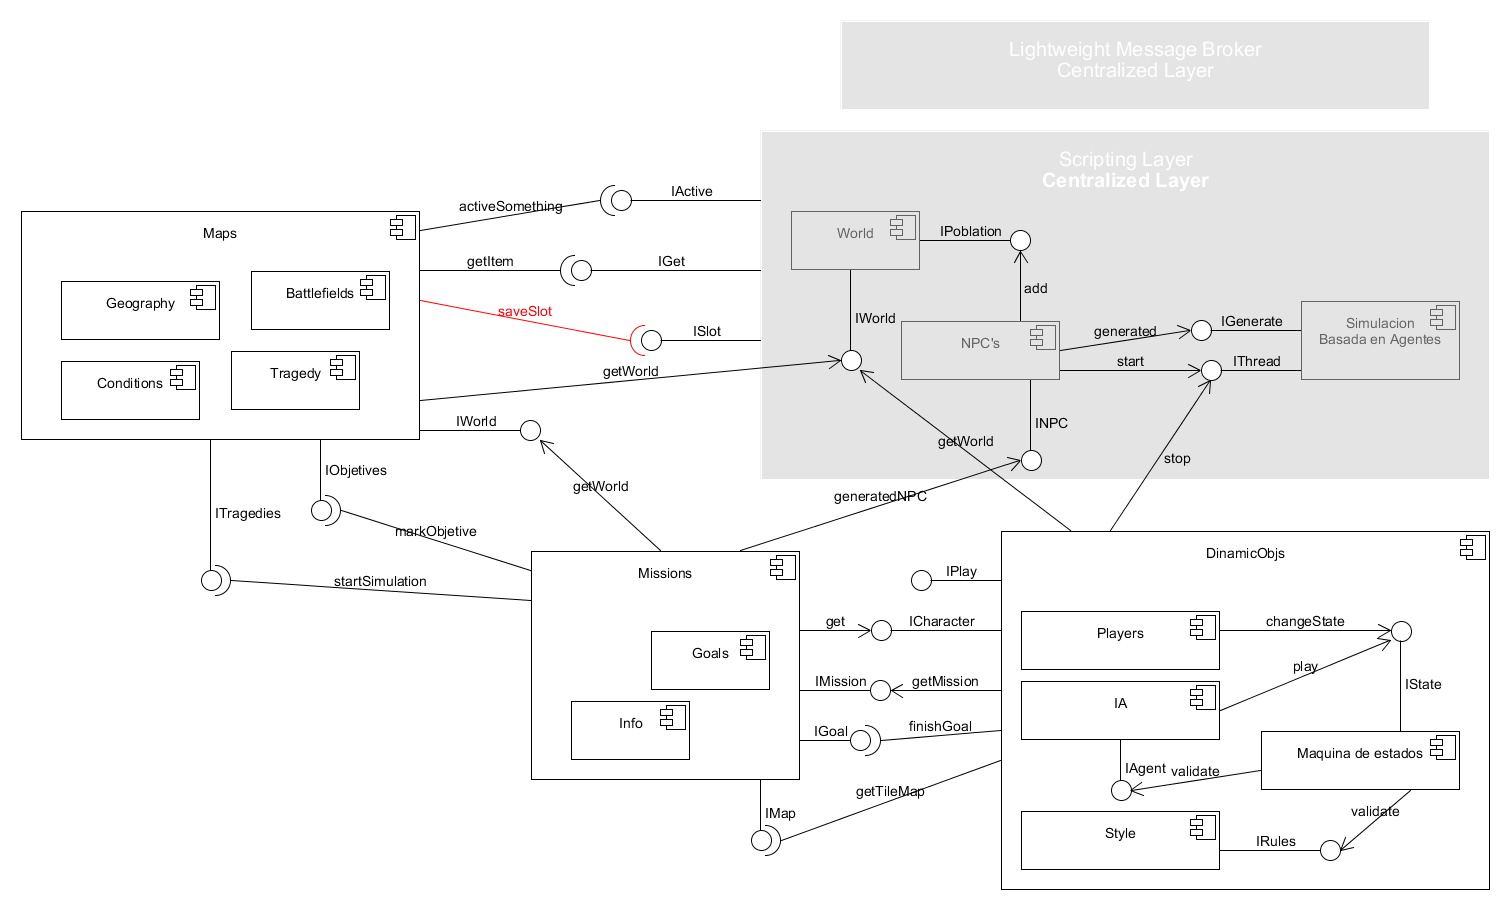 Lightweight Message Broker
Centralized Layer
Scripting Layer
Centralized Layer
IActive
activeSomething
Maps
World
IPoblation
getItem
IGet
Battlefields
Geography
add
saveSlot
ISlot
IWorld
generated
IGenerate
Simulacion
Basada en Agentes
NPC's
getWorld
start
IThread
Tragedy
Conditions
IWorld
INPC
getWorld
stop
IObjetives
getWorld
generatedNPC
ITragedies
markObjetive
DinamicObjs
Missions
IPlay
startSimulation
get
ICharacter
Players
changeState
Goals
play
IMission
getMission
IState
IA
Info
IGoal
finishGoal
Maquina de estados
IAgent
validate
getTileMap
IMap
validate
Style
IRules